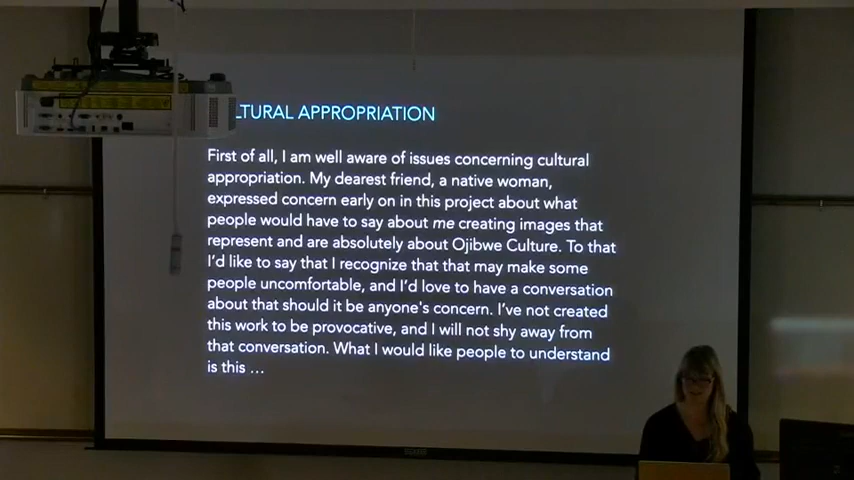 LTURAL APPROPRIATION
First of all, I am well aware of issues concerning cultural
appropriation. My dearest friend, a native woman,
expressed concern early on in this project about what
people would have to say about me creating images that
represent and are absolutely about Ojibwe Culture. To that
I'd like to say that I recognize that that may make some
people uncomfortable, and I'd love to have a conversation
about that should it be anyone's concern. I've not created
this work to be provocative, and I will not shy away from
that conversation. What I would like people to understand
is this ...